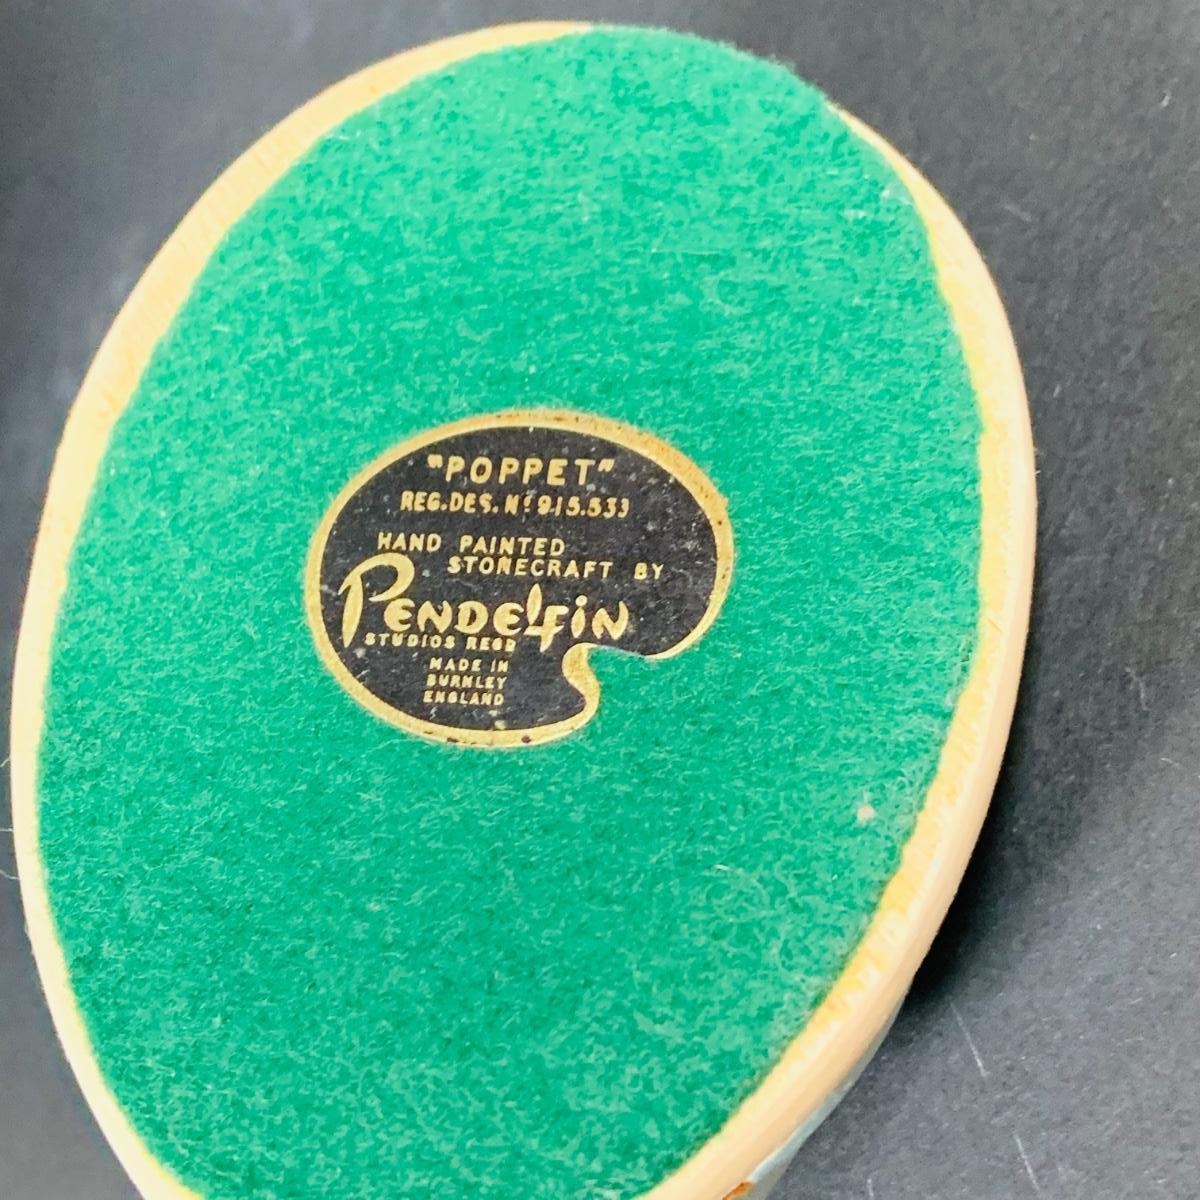 "POPPET"
REG.DES. Nº 915.533
HAND PAINTED
STONECRAFT BY
PENDELFIN
STUDIOS REGD
MADE IN
BURNLEY
ENGLAND